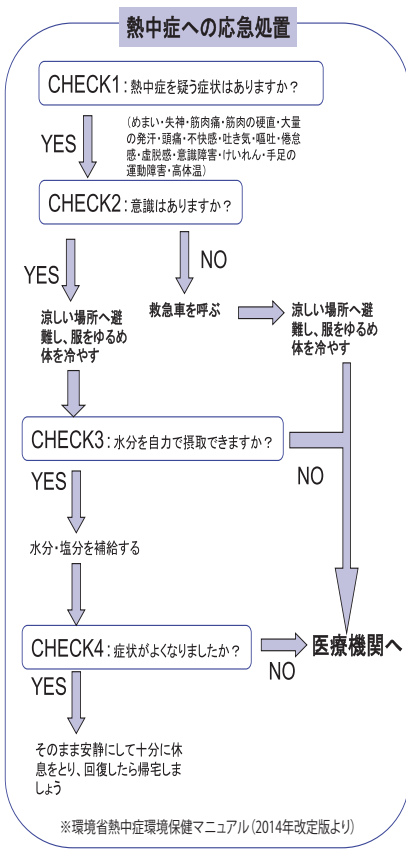 熱中症への応急処置
CHECK1：熱中症を疑う症状はありますか？
YES
（めまい・失神・筋肉痛・筋肉の硬直・大量
の発汗・頭痛・不快感・吐き気・嘔吐・倦怠
感・虚脱感・意識障害・けいれん・手足の
運動障害・高体温）
CHECK2：意識はありますか？
YES
NO
涼しい場所へ避
難し、服をゆるめ
体を冷やす
救急車を呼ぶ
涼しい場所へ避
難し、服をゆるめ
体を冷やす
CHECK3：水分を自力で摂取できますか？
YES
NO
水分・塩分を補給する
CHECK4：症状がよくなりましたか？
YES
NO
医療機関へ
そのまま安静にして十分に休
息をとり、回復したら帰宅しま
しょう
※環境省熱中症環境保健マニュアル（2014年改定版より）